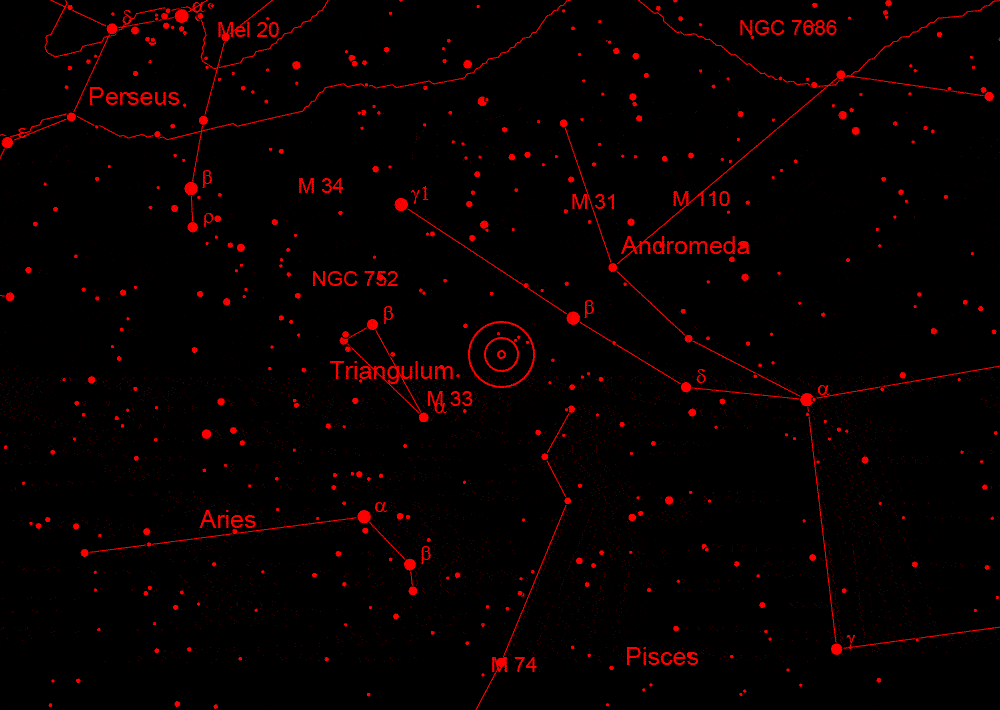 δ α
Mel 20
NGC 7686
Perseus
ε
β
M 34
γ1
M 31
M 110
ρ
Andromeda
NGC 752
β
β
Triangulum
δ
α
M 33
α
α
Aries
β
γ
Pisces
M 74